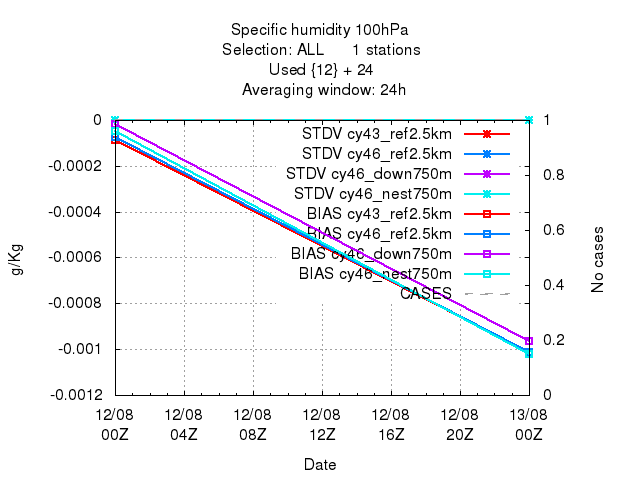 Specific humidity 100hPa
Selection: ALL 1 stations
Used {12} + 24
Averaging window: 24h
0
-0.0002
-0.0004
-0.0006
-0.0008
-0.001
-0.0012
g/Kg
STDV cy43_ref2.5km
STDV cy46_ref2.5km
STDV cy46_down750m
STDV cy46_nest750m
BIAS cy43_ref2.5km
BIAS cy46_ref2.5km
BIAS cy46_down750m
BIAS cy46_nest750m
CASES
1
0.8
0.6
0.4
0.2
0
No cases
12/08 12/08 12/08 12/08 12/08 12/08 13/08
00Z 04Z 08Z 12Z 16Z 20Z 00Z
Date